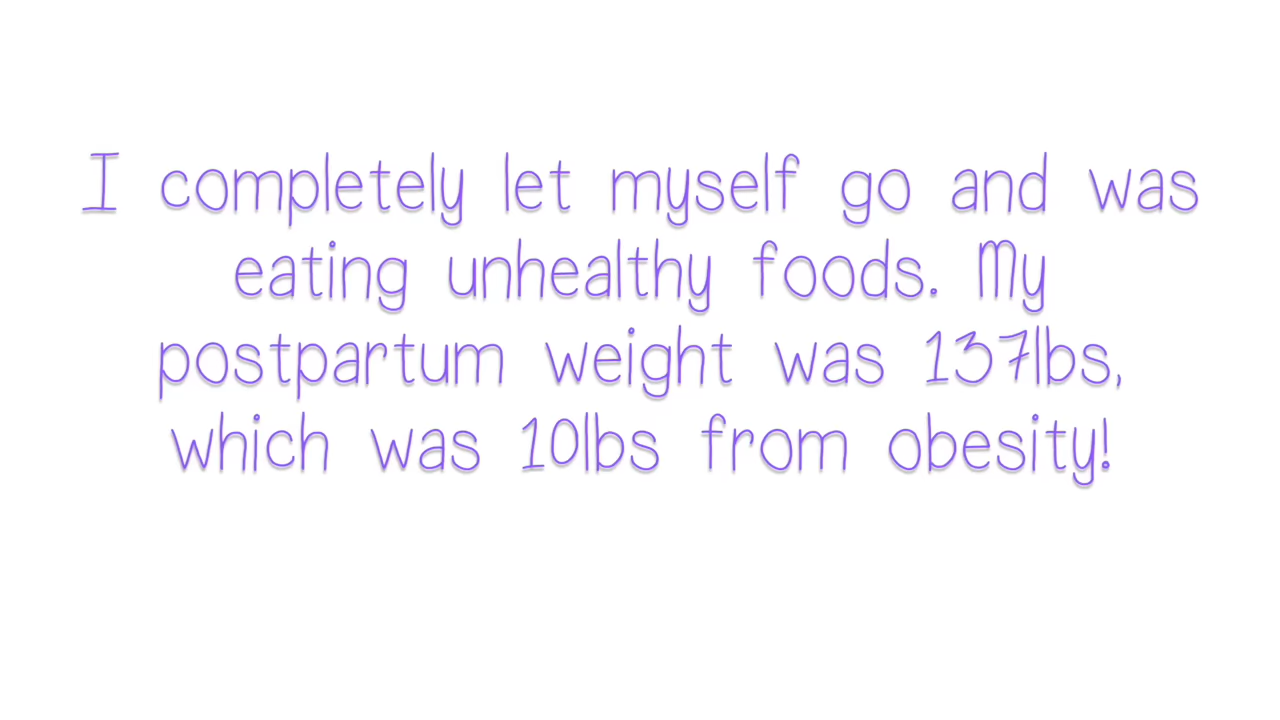 I completely let myself go and was
eating unhealthy foods. My
postpartum weight was 137lbs,
which was 10lbs from obesity!